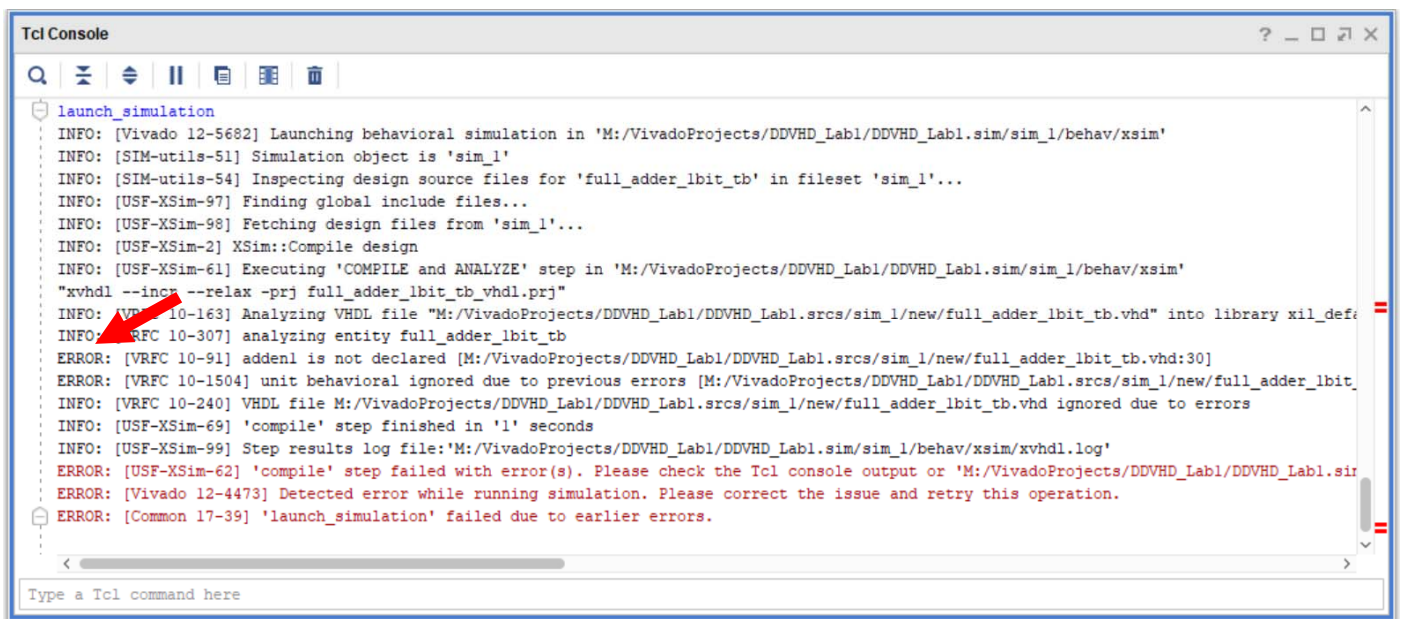 Tcl Console
launch_simulation
INFO: [Vivado 12-5682] Launching behavioral simulation in 'M:/VivadoProjects/DDVHD_Lab1/DDVHD_Lab1.sim/sim_1/behav/xsim'
INFO: [SIM-utils-51] Simulation object is 'sim_1'
INFO: [SIM-utils-54] Inspecting design source files for 'full_adder_1bit_tb' in fileset 'sim_1'...
INFO: [USF-XSim-97] Finding global include files...
INFO: [USF-XSim-98] Fetching design files from 'sim_1'...
INFO: [USF-XSim-2] XSim::Compile design
INFO: [USF-XSim-61] Executing 'COMPILE and ANALYZE' step in 'M:/VivadoProjects/DDVHD_Lab1/DDVHD_Lab1.sim/sim_1/behav/xsim'
"xvhdl --incr --relax -prj full_adder_1bit_tb_vhdl.prj"
INFO: [VRFC 10-163] Analyzing VHDL file "M:/VivadoProjects/DDVHD_Lab1/DDVHD_Lab1.srcs/sim_1/new/full_adder_1bit_tb.vhd" into library xil_defa
INFO: [VRFC 10-307] analyzing entity full_adder_1bit_tb
ERROR: [VRFC 10-91] adden1 is not declared [M:/VivadoProjects/DDVHD_Lab1/DDVHD_Lab1.srcs/sim_1/new/full_adder_1bit_tb.vhd:30]
ERROR: [VRFC 10-1504] unit behavioral ignored due to previous errors [M:/VivadoProjects/DDVHD_Lab1/DDVHD_Lab1.srcs/sim_1/new/full_adder_1bit_
INFO: [VRFC 10-240] VHDL file M:/VivadoProjects/DDVHD_Lab1/DDVHD_Lab1.srcs/sim_1/new/full_adder_1bit_tb.vhd ignored due to errors
INFO: [USF-XSim-69] 'compile' step finished in '1' seconds
INFO: [USF-XSim-99] Step results log file:'M:/VivadoProjects/DDVHD_Lab1/DDVHD_Lab1.sim/sim_1/behav/xsim/xvhdl.log'
ERROR: [USF-XSim-62] 'compile' step failed with error(s). Please check the Tcl console output or 'M:/VivadoProjects/DDVHD_Lab1/DDVHD_Lab1.sim
ERROR: [Vivado 12-4473] Detected error while running simulation. Please correct the issue and retry this operation.
ERROR: [Common 17-39] 'launch_simulation' failed due to earlier errors.
Type a Tcl command here